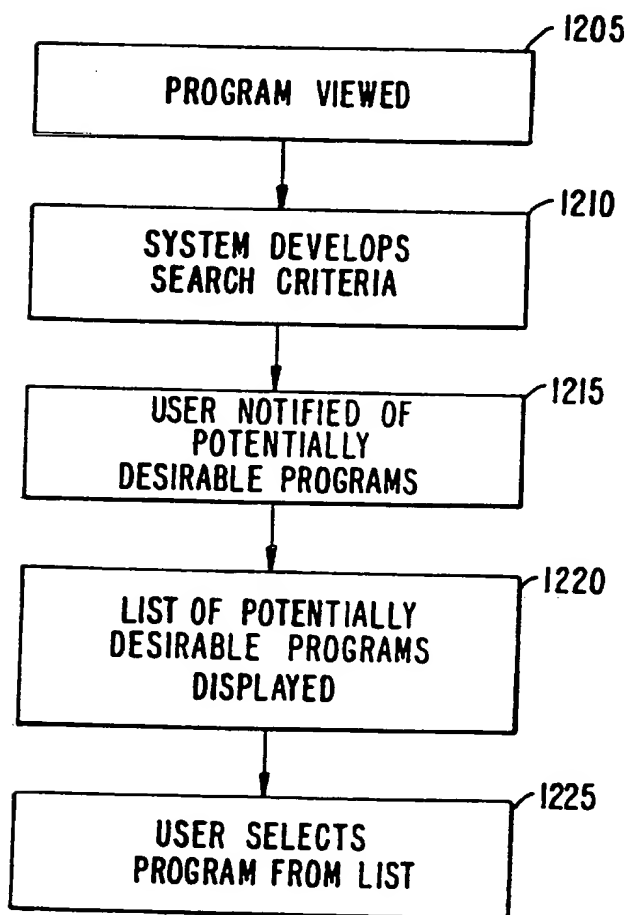 1205
PROGRAM VIEWED
1210
SYSTEM DEVELOPS
SEARCH CRITERIA
1215
USER NOTIFIED OF
POTENTIALLY
DESIRABLE PROGRAMS
1220
LIST OF POTENTIALLY
DESIRABLE PROGRAMS
DISPLAYED
1225
USER SELECTS
PROGRAM FROM LIST